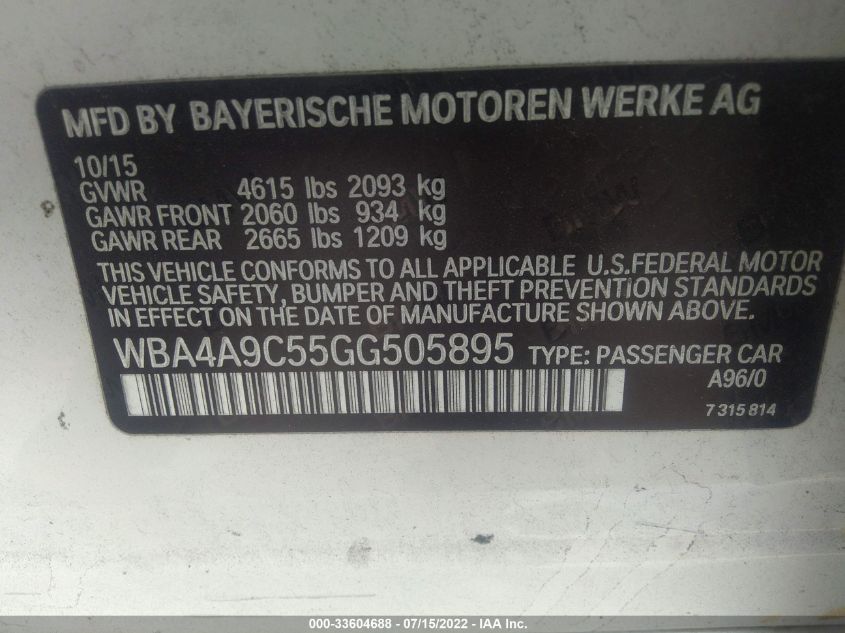 MFD BY BAYERISCHE MOTOREN WERKE AG
10/15
GVWR 4615 lbs 2093 kg
GAWR FRONT 2060 lbs 934 kg
GAWR REAR 2665 lbs 1209 kg
THIS VEHICLE CONFORMS TO ALL APPLICABLE U.S.FEDERAL MOTOR
VEHICLE SAFETY, BUMPER AND THEFT PREVENTION STANDARDS
IN EFFECT ON THE DATE OF MANUFACTURE SHOWN ABOVE.
WBA4A9C55GG505895 TYPE: PASSENGER CAR
A96/0
7 315 814
000-33604688 - 07/15/2022 - IAA Inc.